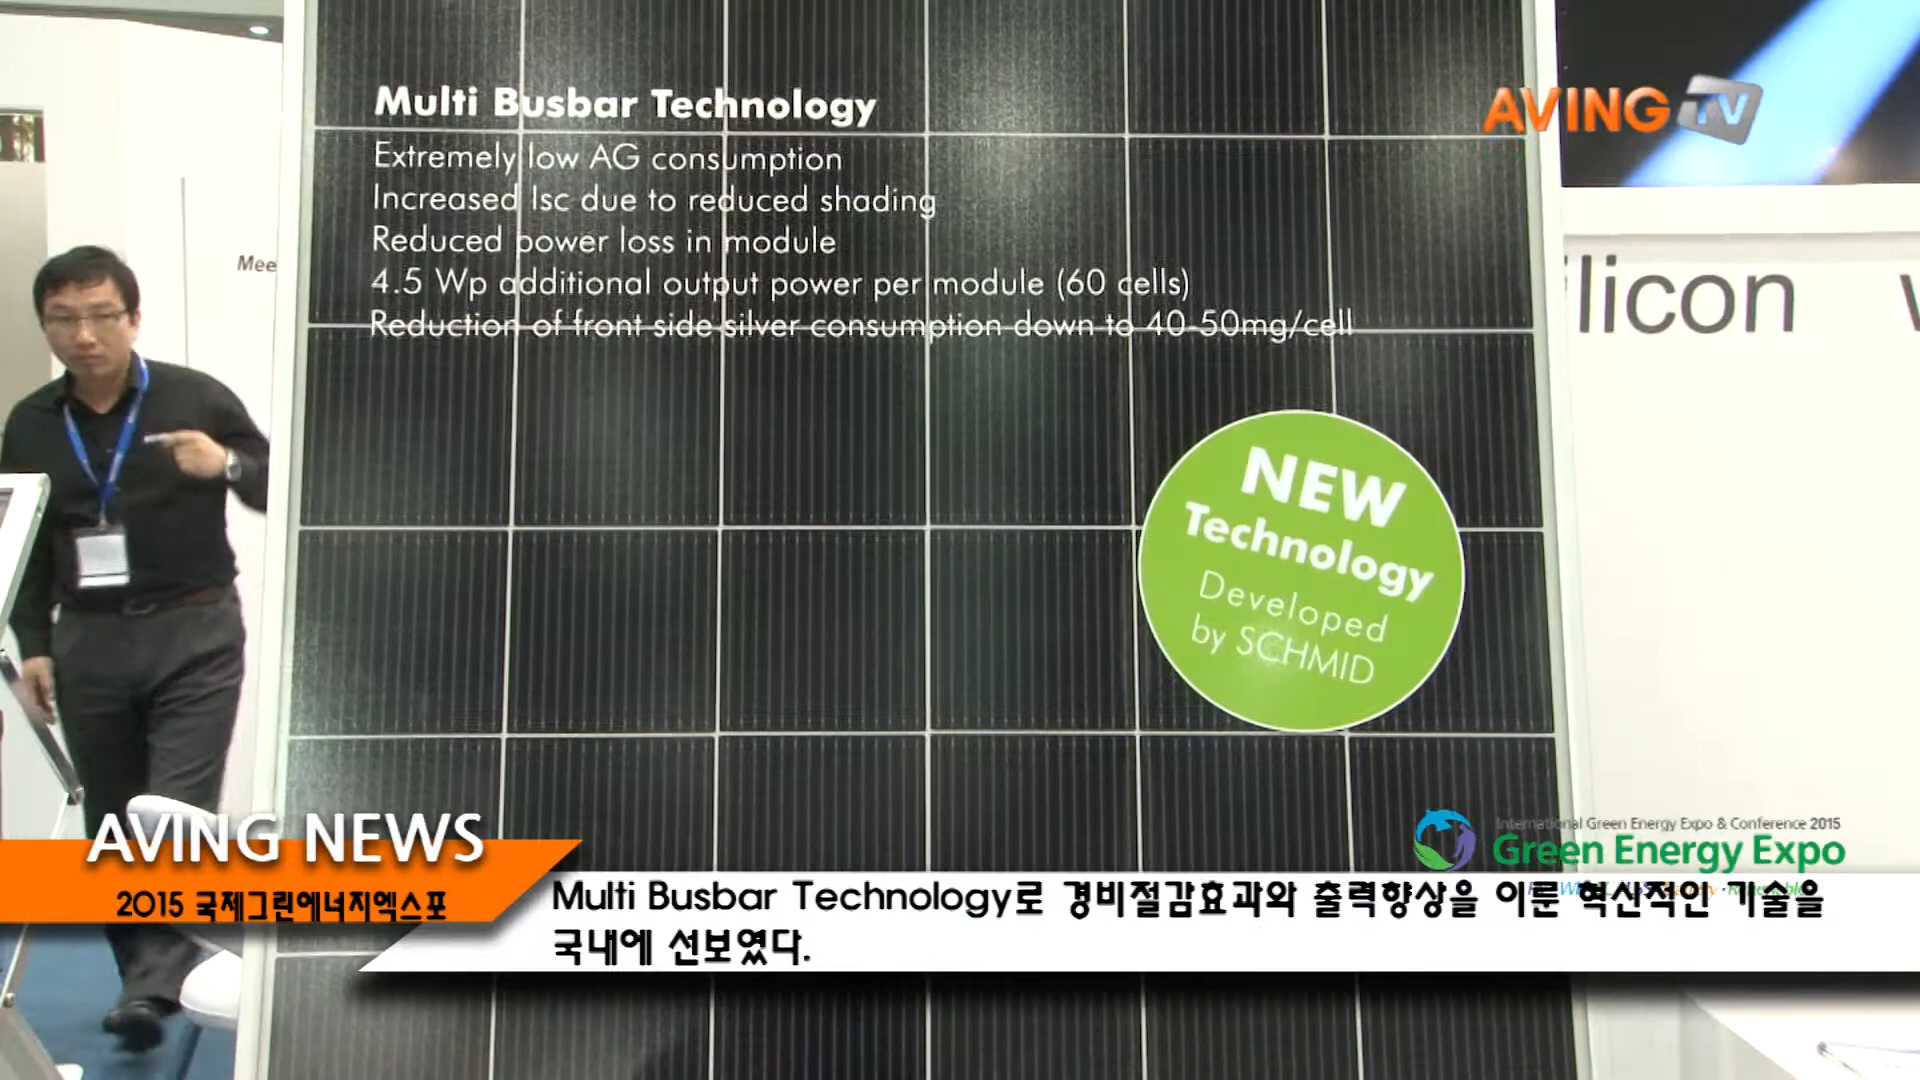 Multi Busbar Technology
Extremely low AG consumption
Increased Isc due to reduced shading
Reduced power loss in module
4.5 Wp additional output power per module (60 cells)
Reduction of front side silver consumption down to 40-50mg/cell
AVING TV
Mee
ilicon
NEW
Technology
Developed
by SCHMID
International Green Energy Expo & Conference 2015
Green Energy Expo
AVING NEWS
2015 국제그린에너지엑스포
Multi Busbar Technology로 경비절감효과와 출력향상을 이룬 혁신적인 기술을
국내에 선보였다.